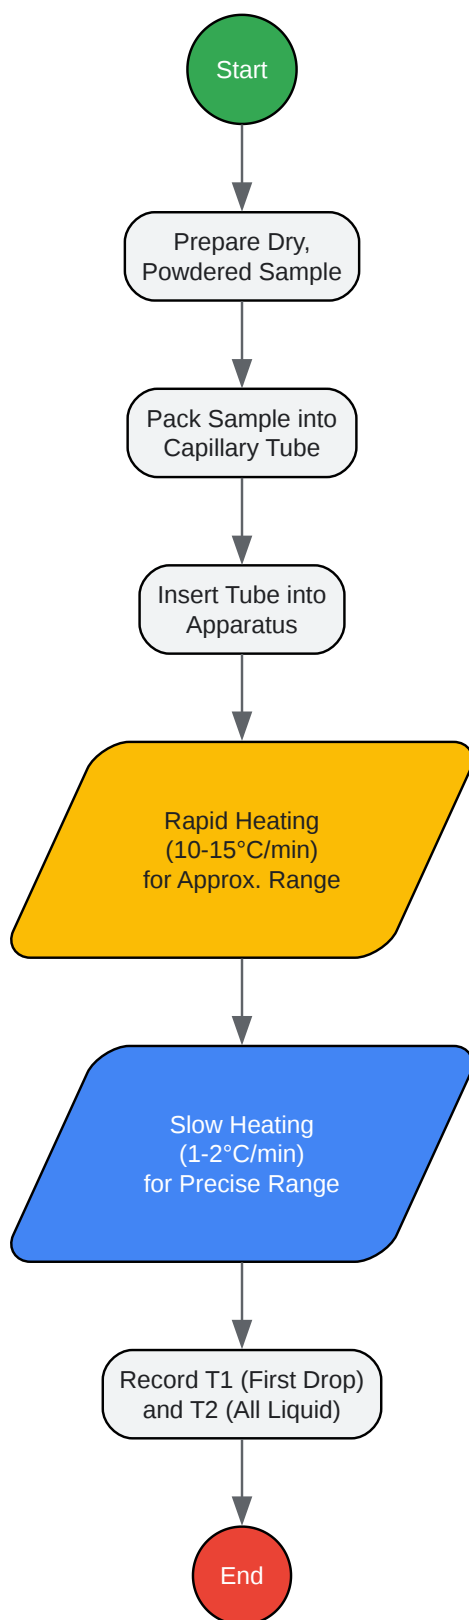 Start
Prepare Dry,
Powdered Sample
Pack Sample into
Capillary Tube
Insert Tube into
Apparatus
Rapid Heating
(10-15°C/min)
for Approx. Range
Slow Heating
(1-2°C/min)
for Precise Range
Record T1 (First Drop)
and T2 (All Liquid)
End